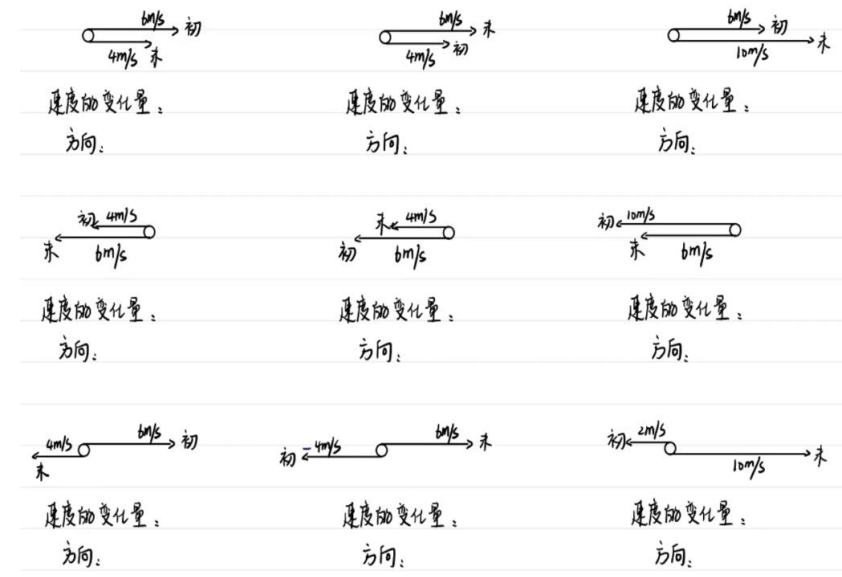 6m/s 初 6m/s 末 6m/s 初
4m/s 末 4m/s 初 10m/s 末
速度的变化量: 速度的变化量: 速度的变化量:
方向: 方向: 方向:
初 4m/s 末 4m/s 初 10m/s
末 6m/s 初 6m/s 末 6m/s
速度的变化量: 速度的变化量: 速度的变化量:
方向: 方向: 方向:
4m/s 6m/s 初 初 -4m/s 6m/s 末 初 2m/s
末 10m/s 末
速度的变化量: 速度的变化量: 速度的变化量:
方向: 方向: 方向: